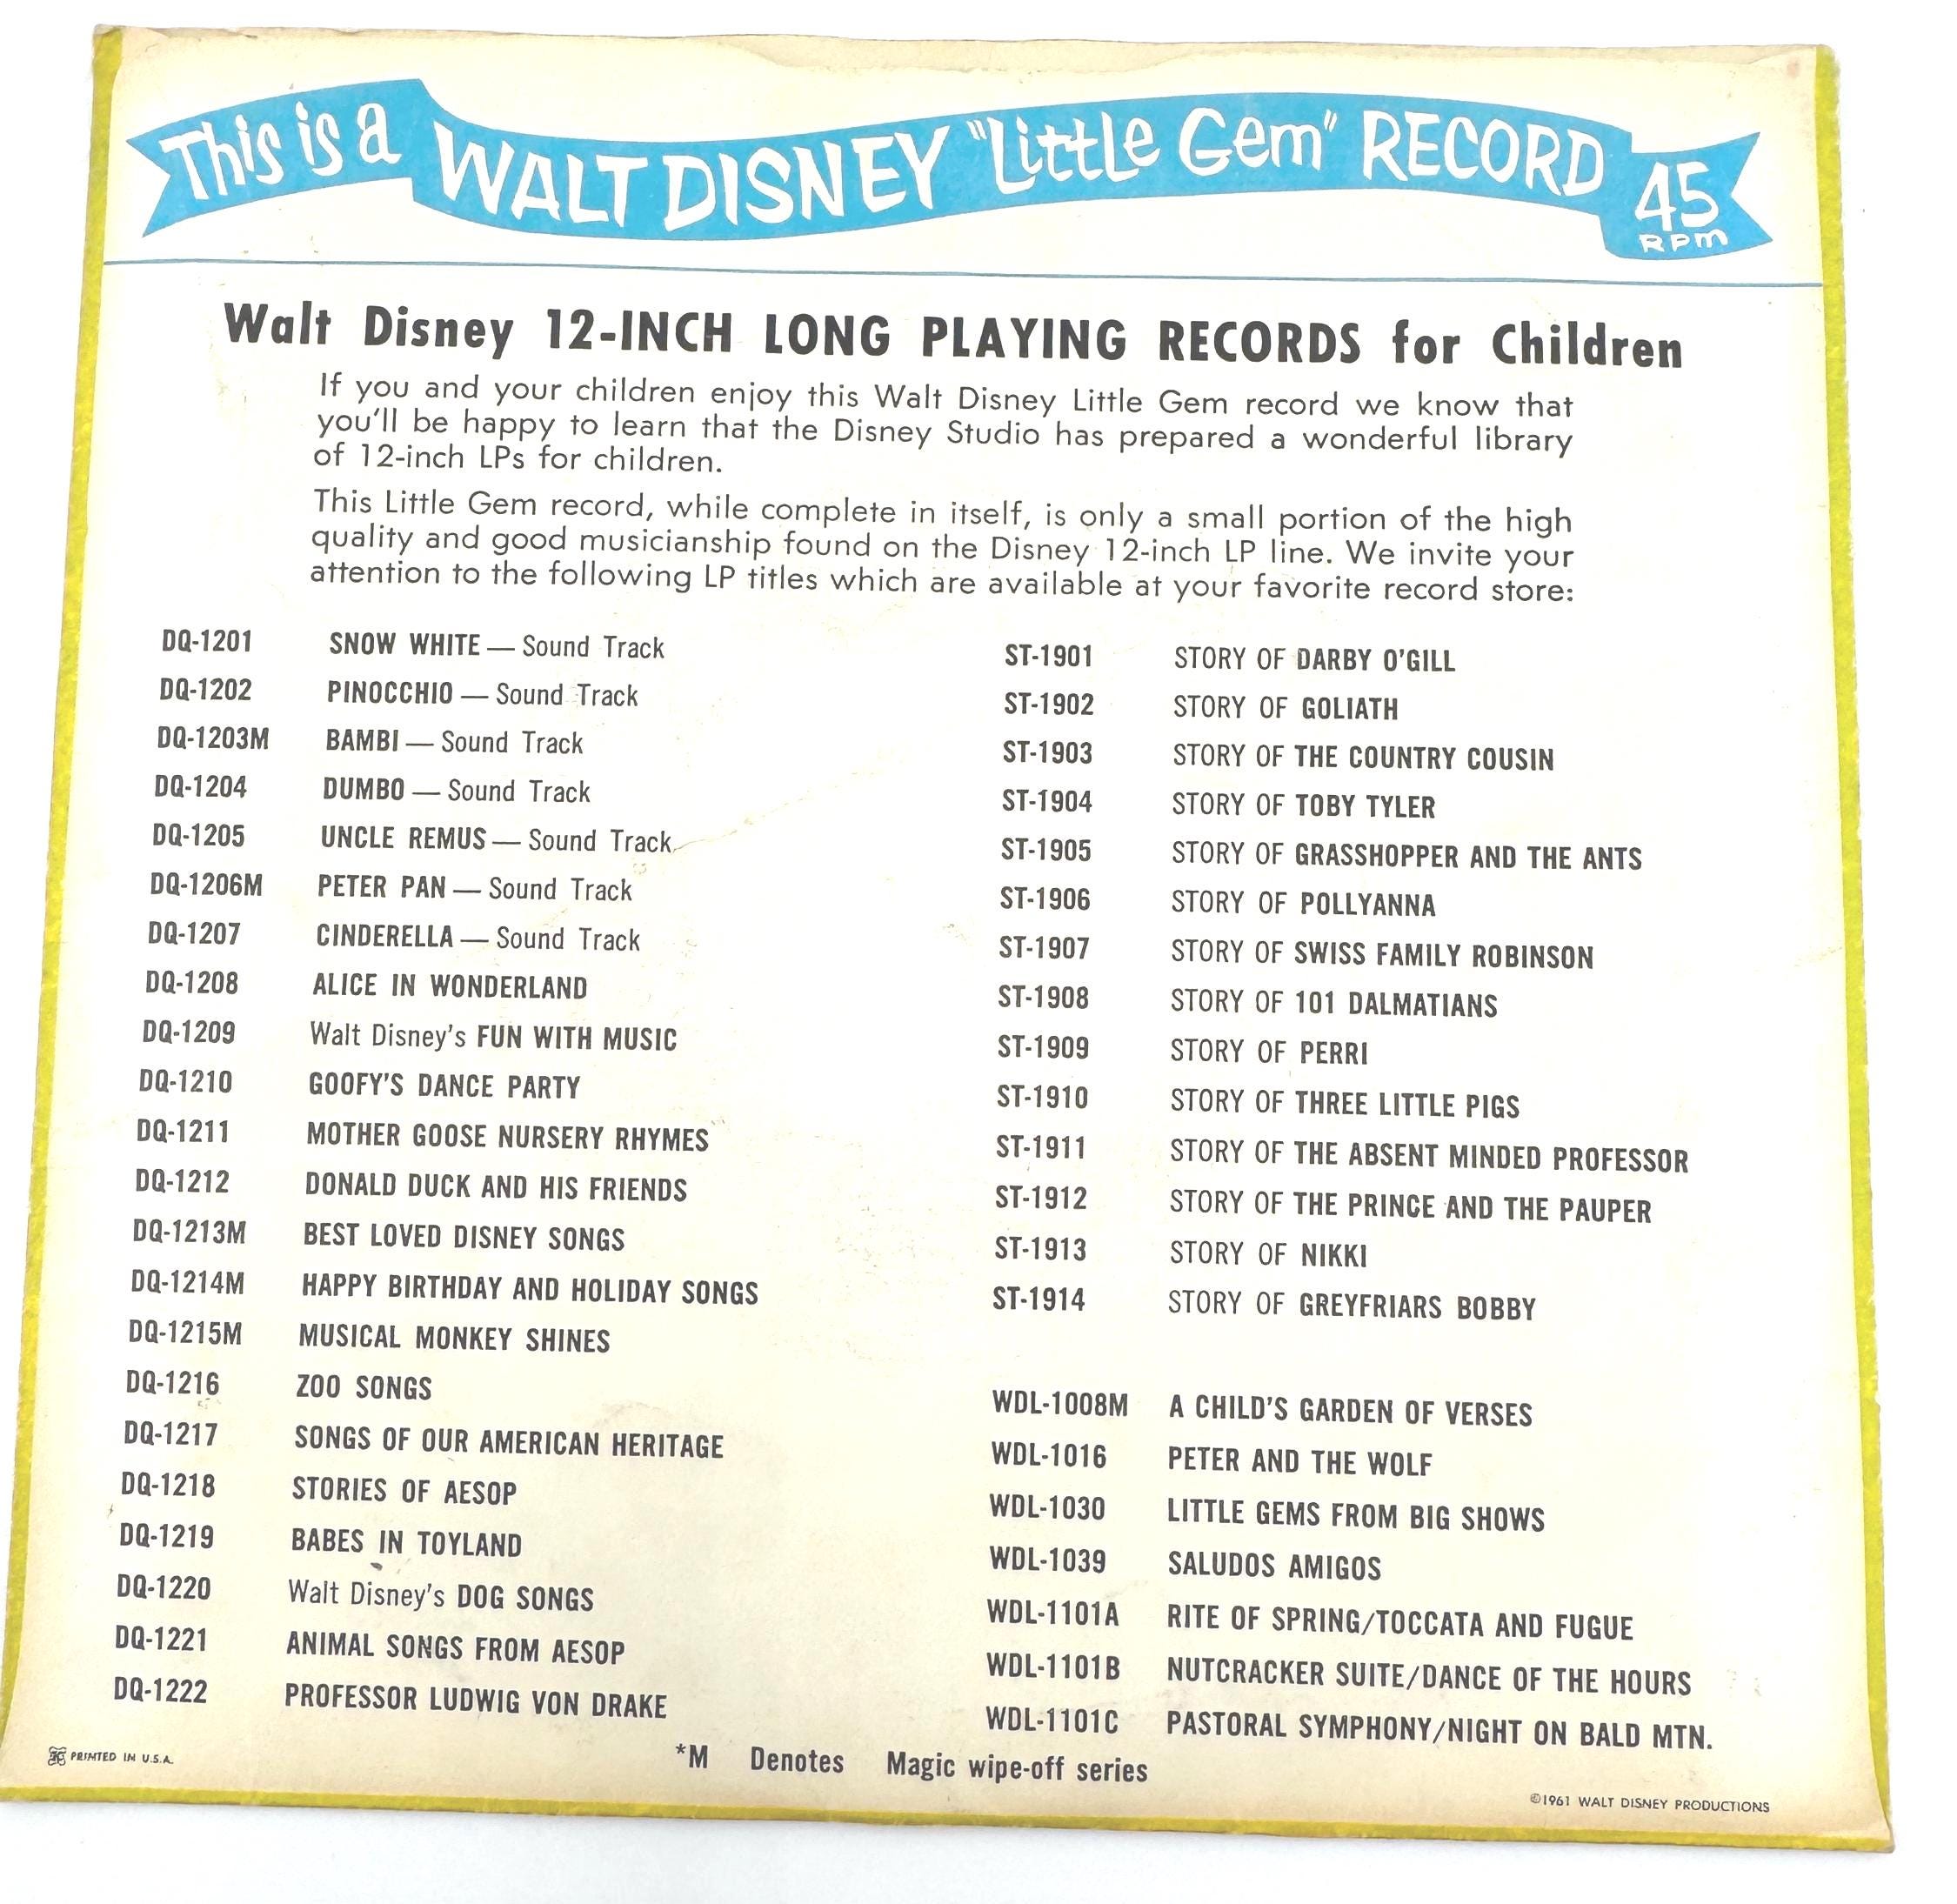 This is a WALT DISNEY "Little Gem" RECORD 45 RPM
Walt Disney 12-INCH LONG PLAYING RECORDS for Children
If you and your children enjoy this Walt Disney Little Gem record we know that
you'll be happy to learn that the Disney Studio has prepared a wonderful library
of 12-inch LPs for children.
This Little Gem record, while complete in itself, is only a small portion of the high
quality and good musicianship found on the Disney 12-inch LP line. We invite your
attention to the following LP titles which are available at your favorite record store:
DQ-1201 SNOW WHITE — Sound Track
DQ-1202 PINOCCHIO — Sound Track
DQ-1203M BAMBI — Sound Track
DQ-1204 DUMBO — Sound Track
DQ-1205 UNCLE REMUS — Sound Track
DQ-1206M PETER PAN — Sound Track
DQ-1207 CINDERELLA — Sound Track
DQ-1208 ALICE IN WONDERLAND
DQ-1209 Walt Disney's FUN WITH MUSIC
DQ-1210 GOOFY'S DANCE PARTY
DQ-1211 MOTHER GOOSE NURSERY RHYMES
DQ-1212 DONALD DUCK AND HIS FRIENDS
DQ-1213M BEST LOVED DISNEY SONGS
DQ-1214M HAPPY BIRTHDAY AND HOLIDAY SONGS
DQ-1215M MUSICAL MONKEY SHINES
DQ-1216 ZOO SONGS
DQ-1217 SONGS OF OUR AMERICAN HERITAGE
DQ-1218 STORIES OF AESOP
DQ-1219 BABES IN TOYLAND
DQ-1220 Walt Disney's DOG SONGS
DQ-1221 ANIMAL SONGS FROM AESOP
DQ-1222 PROFESSOR LUDWIG VON DRAKE
ST-1901 STORY OF DARBY O'GILL
ST-1902 STORY OF GOLIATH
ST-1903 STORY OF THE COUNTRY COUSIN
ST-1904 STORY OF TOBY TYLER
ST-1905 STORY OF GRASSHOPPER AND THE ANTS
ST-1906 STORY OF POLLYANNA
ST-1907 STORY OF SWISS FAMILY ROBINSON
ST-1908 STORY OF 101 DALMATIANS
ST-1909 STORY OF PERRI
ST-1910 STORY OF THREE LITTLE PIGS
ST-1911 STORY OF THE ABSENT MINDED PROFESSOR
ST-1912 STORY OF THE PRINCE AND THE PAUPER
ST-1913 STORY OF NIKKI
ST-1914 STORY OF GREYFRIARS BOBBY
WDL-1008M A CHILD'S GARDEN OF VERSES
WDL-1016 PETER AND THE WOLF
WDL-1030 LITTLE GEMS FROM BIG SHOWS
WDL-1039 SALUDOS AMIGOS
WDL-1101A RITE OF SPRING/TOCCATA AND FUGUE
WDL-1101B NUTCRACKER SUITE/DANCE OF THE HOURS
WDL-1101C PASTORAL SYMPHONY/NIGHT ON BALD MTN.
*M Denotes Magic wipe-off series
PRINTED IN U.S.A.
©1961 WALT DISNEY PRODUCTIONS